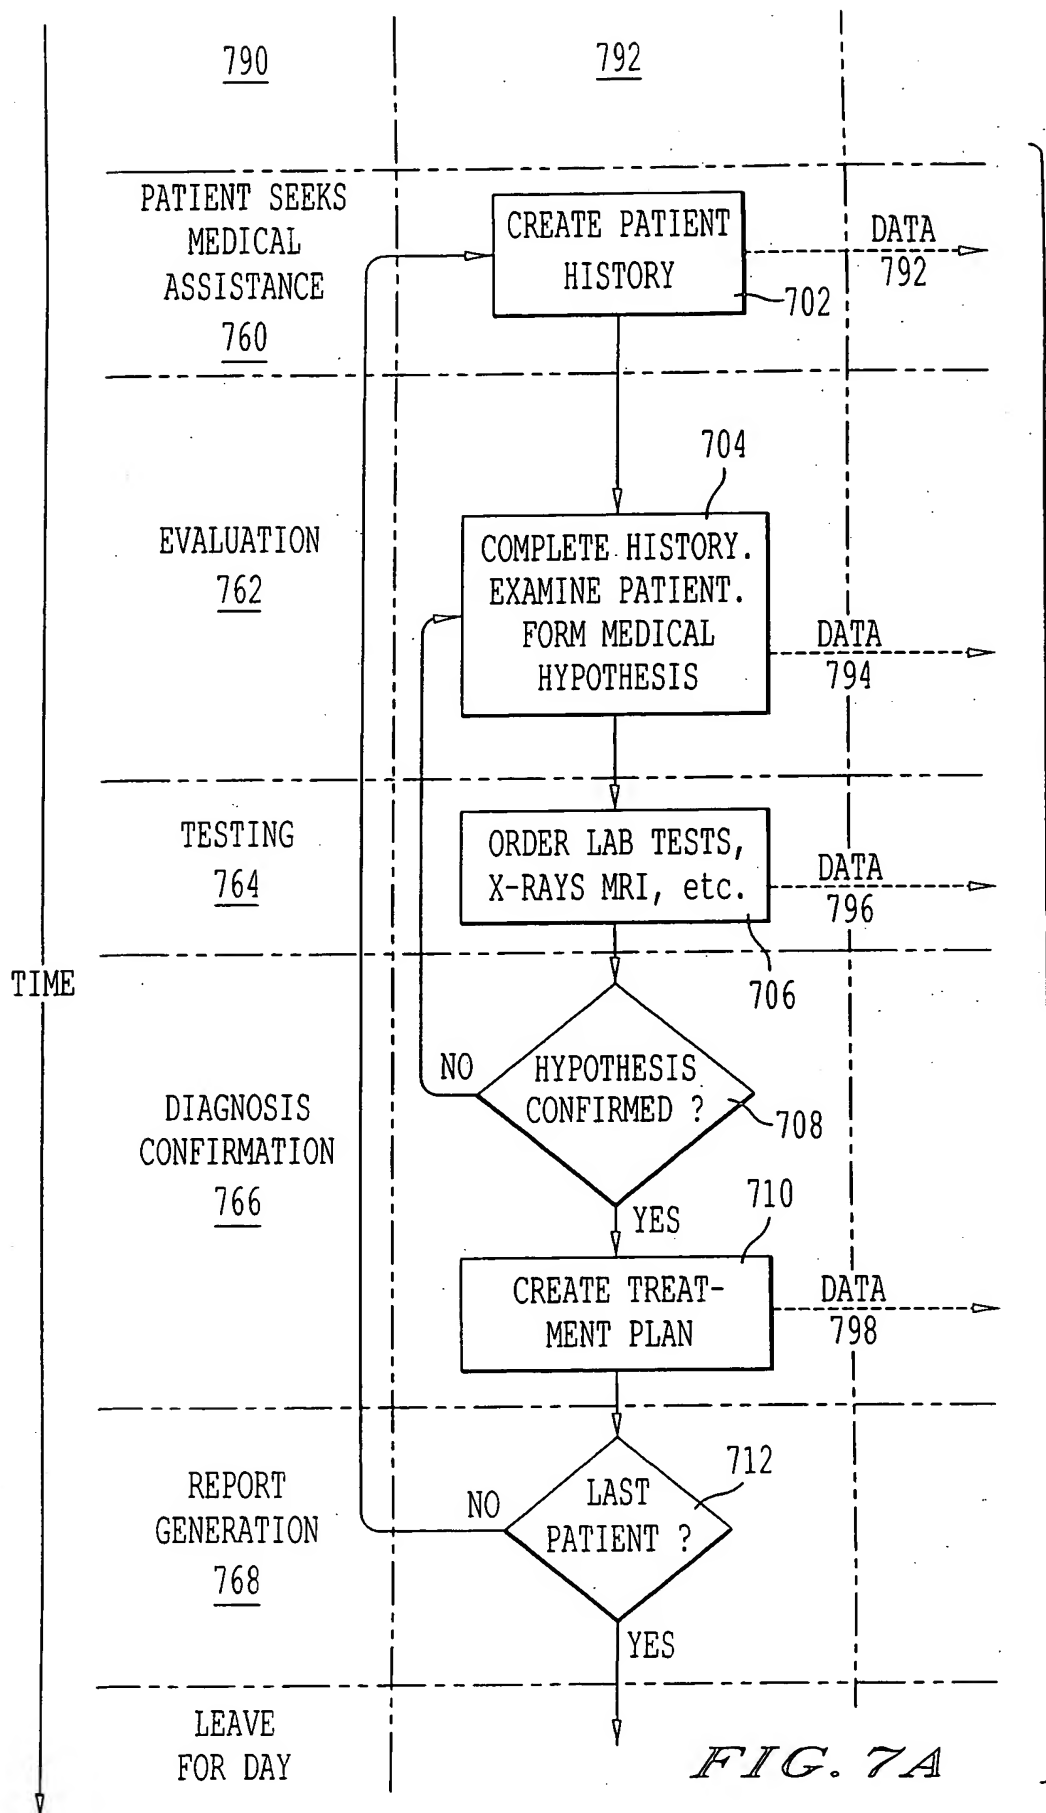 790
792
PATIENT SEEKS
MEDICAL
ASSISTANCE
760
CREATE PATIENT
HISTORY
702
DATA
792
EVALUATION
762
704
COMPLETE HISTORY.
EXAMINE PATIENT.
FORM MEDICAL
HYPOTHESIS
DATA
794
TESTING
764
ORDER LAB TESTS,
X-RAYS MRI, etc.
706
DATA
796
TIME
DIAGNOSIS
CONFIRMATION
766
NO
HYPOTHESIS
CONFIRMED ?
708
YES
710
CREATE TREAT-
MENT PLAN
DATA
798
REPORT
GENERATION
768
NO
LAST
PATIENT ?
712
YES
LEAVE
FOR DAY
FIG. 7A